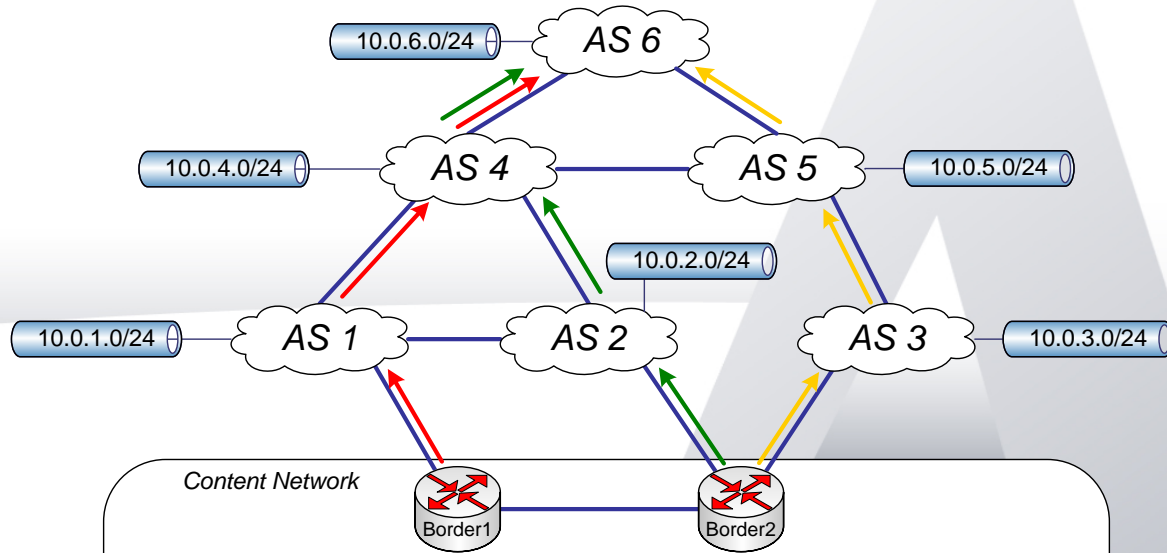 10.0.6.0/24
AS 6
10.0.4.0/24
AS 4
AS 5
10.0.5.0/24
10.0.2.0/24
10.0.1.0/24
AS 1
AS 2
AS 3
10.0.3.0/24
Content Network
Border1
Border2